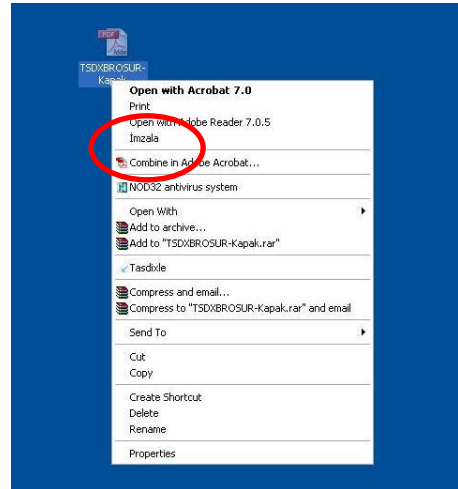 PDF
Adobe
TSDXBROSUR-
Kapak
Open with Acrobat 7.0
Print
Open with Adobe Reader 7.0.5
İmzala
Combine in Adobe Acrobat...
NOD32 antivirus system
Open With
Add to archive...
Add to "TSDXBROSUR-Kapak.rar"
Tasdixle
Compress and email...
Compress to "TSDXBROSUR-Kapak.rar" and email
Send To
Cut
Copy
Create Shortcut
Delete
Rename
Properties